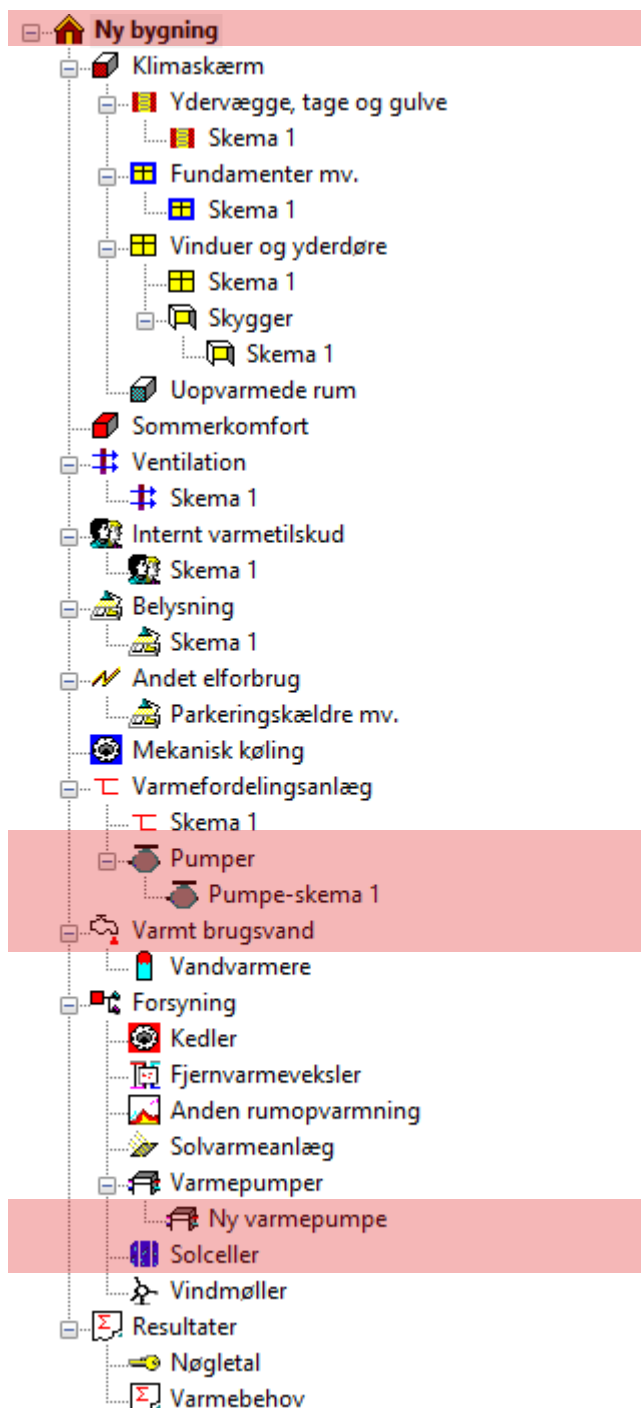 Ny bygning
Klimaskærm
Ydervægge, tage og gulve
Skema 1
Fundamenter mv.
Skema 1
Vinduer og yderdøre
Skema 1
Skygger
Skema 1
Uopvarmede rum
Sommerkomfort
Ventilation
Skema 1
Internt varmetilskud
Skema 1
Belysning
Skema 1
Andet elforbrug
Parkeringskældre mv.
Mekanisk køling
Varmefordelingsanlæg
Skema 1
Pumper
Pumpe-skema 1
Varmt brugsvand
Vandvarmere
Forsyning
Kedler
Fjernvarmeveksler
Anden rumopvarmning
Solvarmeanlæg
Varmepumper
Ny varmepumpe
Solceller
Vindmøller
Resultater
Nøgletal
Varmebehov